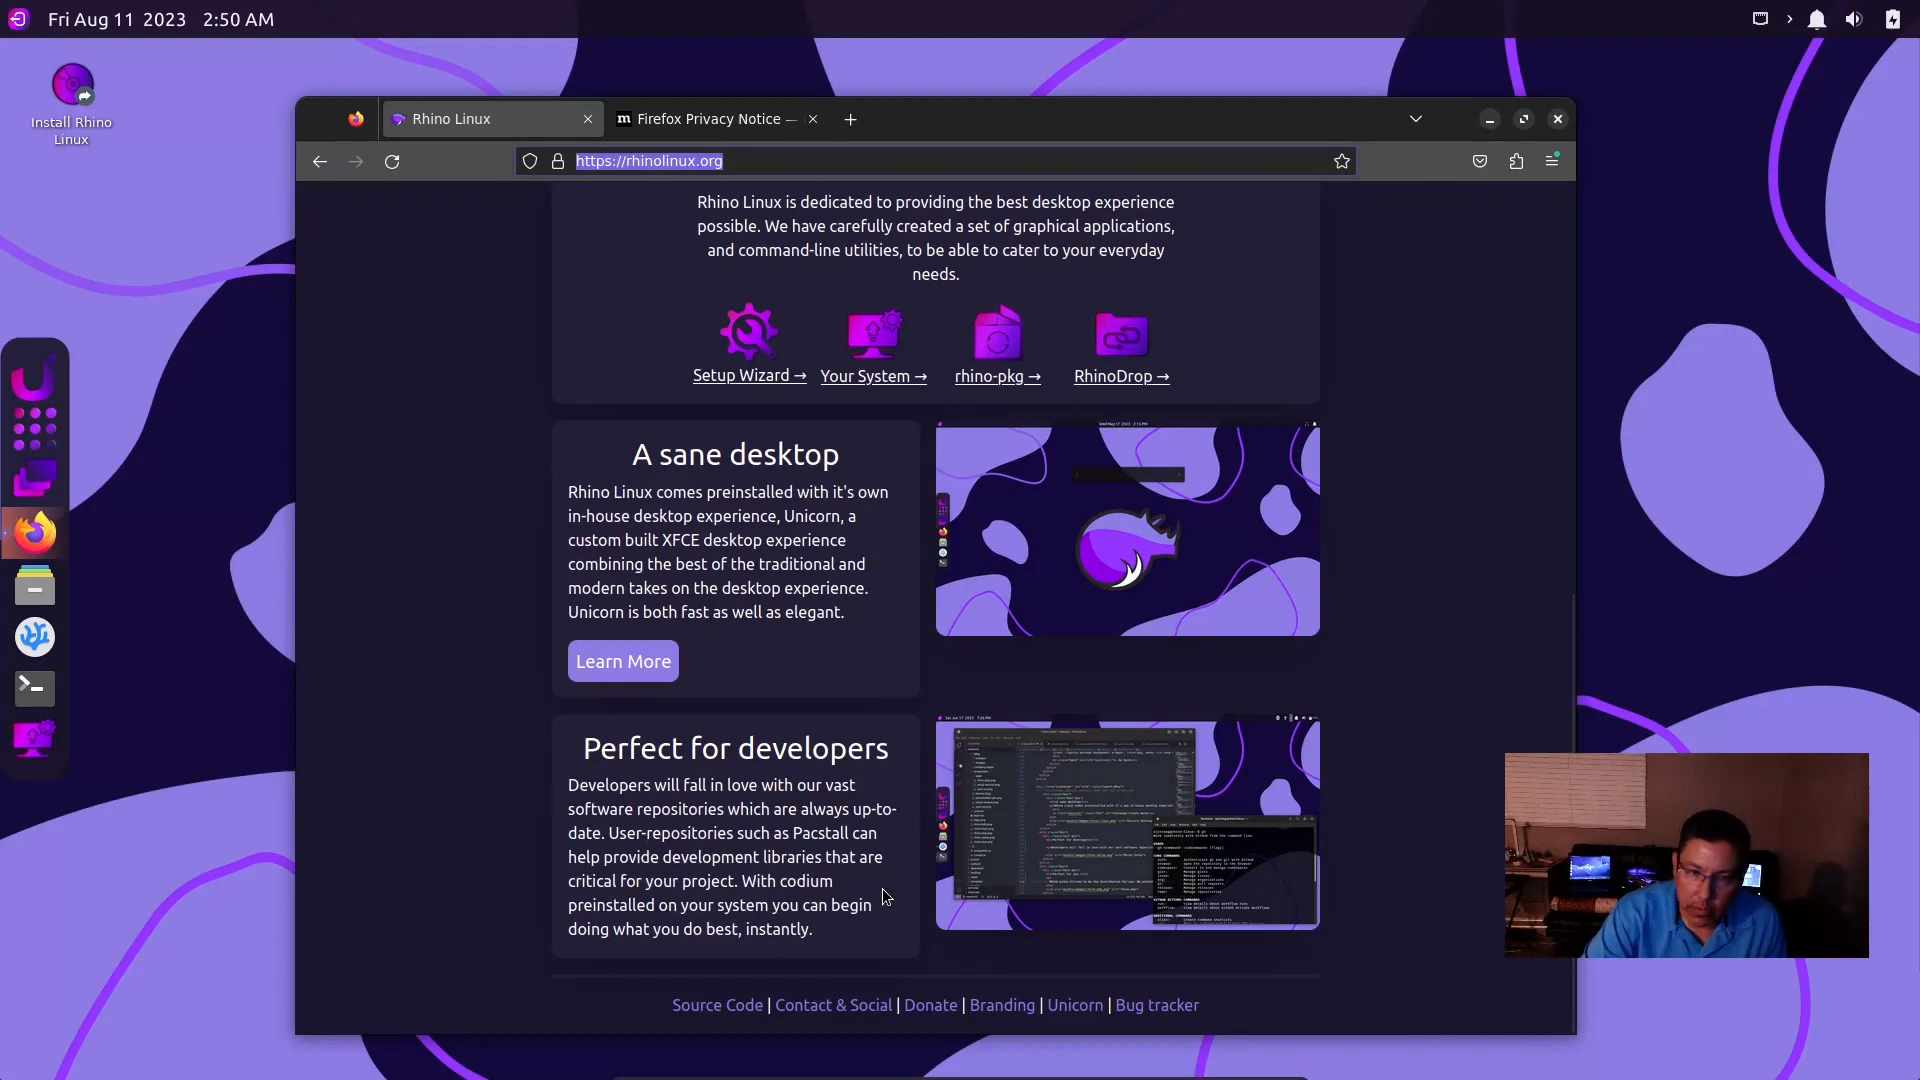 Fri Aug 11 2023 2:50 AM
Install Rhino
Linux
Rhino Linux
Firefox Privacy Notice —
https://rhinolinux.org
Rhino Linux is dedicated to providing the best desktop experience
possible. We have carefully created a set of graphical applications,
and command-line utilities, to be able to cater to your everyday
needs.
Setup Wizard →
Your System →
rhino-pkg →
RhinoDrop →
A sane desktop
Rhino Linux comes preinstalled with it's own
in-house desktop experience, Unicorn, a
custom built XFCE desktop experience
combining the best of the traditional and
modern takes on the desktop experience.
Unicorn is both fast as well as elegant.
Learn More
Perfect for developers
Developers will fall in love with our vast
software repositories which are always up-to-
date. User-repositories such as Pacstall can
help provide development libraries that are
critical for your project. With codium
preinstalled on your system you can begin
doing what you do best, instantly.
Source Code | Contact & Social | Donate | Branding | Unicorn | Bug tracker